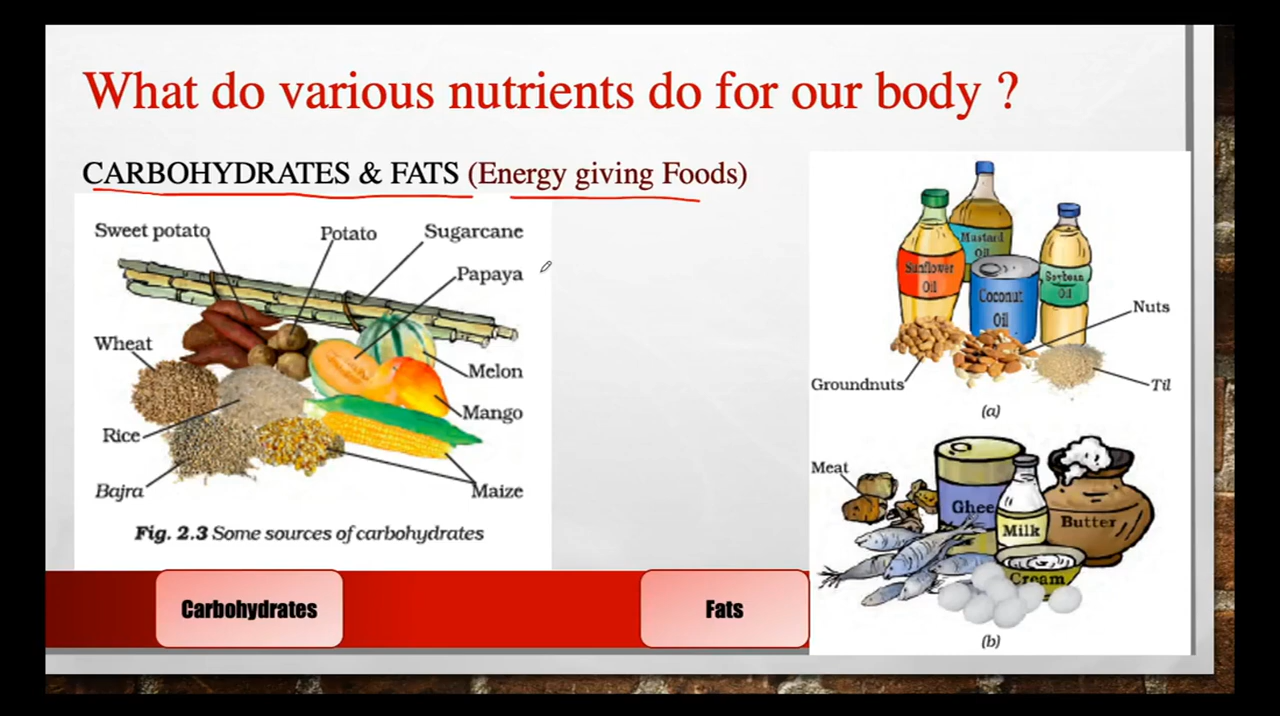 What do various nutrients do for our body ?
CARBOHYDRATES & FATS (Energy giving Foods)
Sweet potato
Potato
Sugarcane
Papaya
Wheat
Melon
Mango
Rice
Bajra
Maize
Fig. 2.3 Some sources of carbohydrates
Carbohydrates
Fats
Mustard
Oil
Sunflower
Oil
Coconut
Oil
Soybean
Oil
Nuts
Groundnuts
Til
(a)
Meat
Ghee
Milk
Butter
Cream
(b)